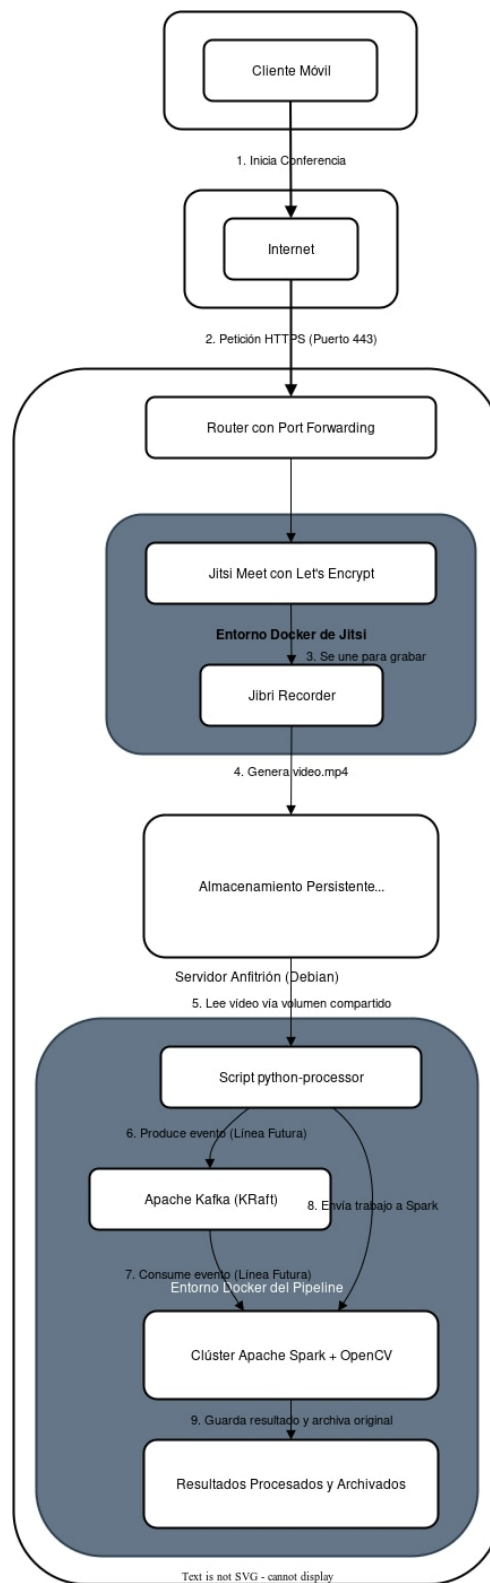 Cliente Móvil
1. Inicia Conferencia
Internet
2. Petición HTTPS (Puerto 443)
Router con Port Forwarding
Jitsi Meet con Let's Encrypt
Entorno Docker de Jitsi
3. Se une para grabar
Jibri Recorder
4. Genera video.mp4
Almacenamiento Persistente...
Servidor Anfitrión (Debian)
5. Lee vídeo vía volumen compartido
Script python-processor
6. Produce evento (Línea Futura)
Apache Kafka (KRaft)
8. Envía trabajo a Spark
7. Consume evento (Línea Futura)
Entorno Docker del Pipeline
Clúster Apache Spark + OpenCV
9. Guarda resultado y archiva original
Resultados Procesados y Archivados
Text is not SVG - cannot display